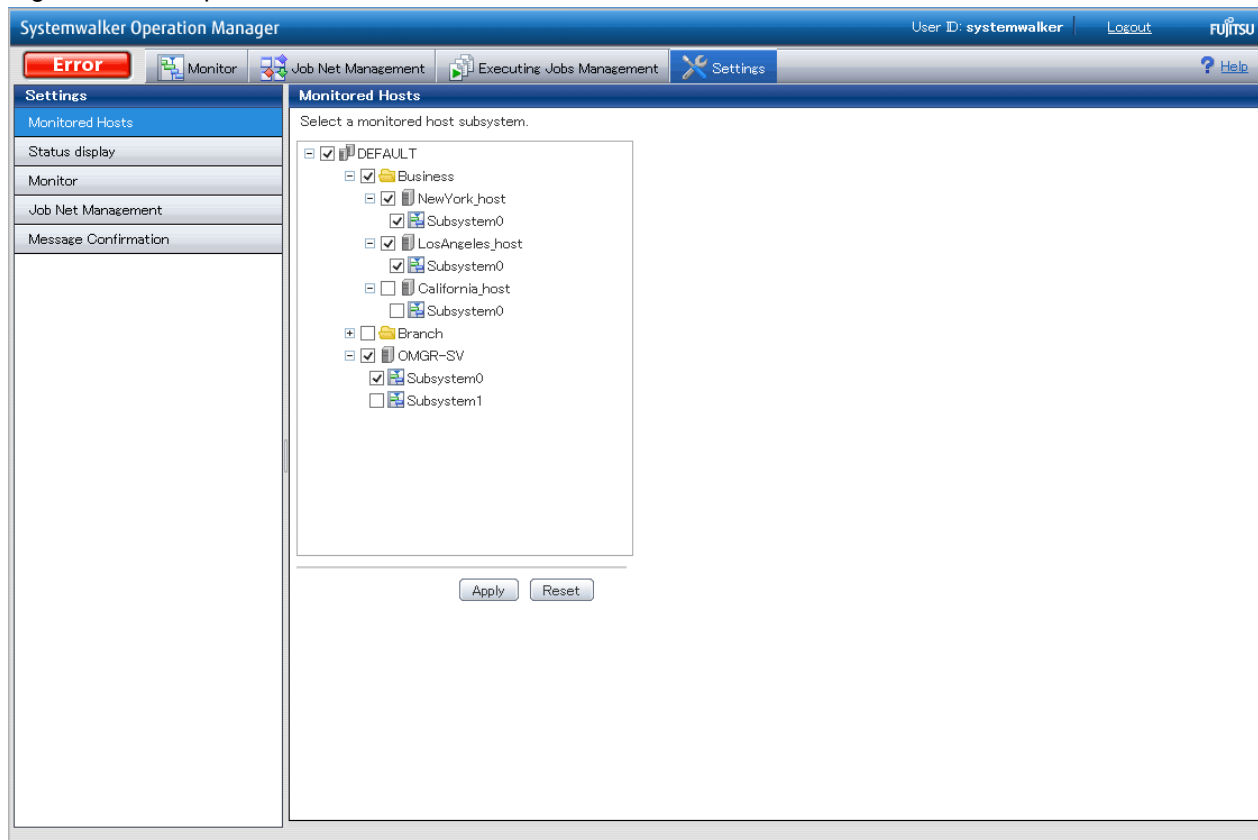 Systemwalker Operation Manager User ID: systemwalker Logout FUJITSU
Error Monitor Job Net Management Executing Jobs Management Settings ? Help
Settings
Monitored Hosts
Status display
Monitor
Job Net Management
Message Confirmation
Monitored Hosts
Select a monitored host subsystem.
DEFAULT
Business
NewYork_host
Subsystem0
LosAngeles_host
Subsystem0
California_host
Subsystem0
Branch
OMGR-SV
Subsystem0
Subsystem1
Apply Reset